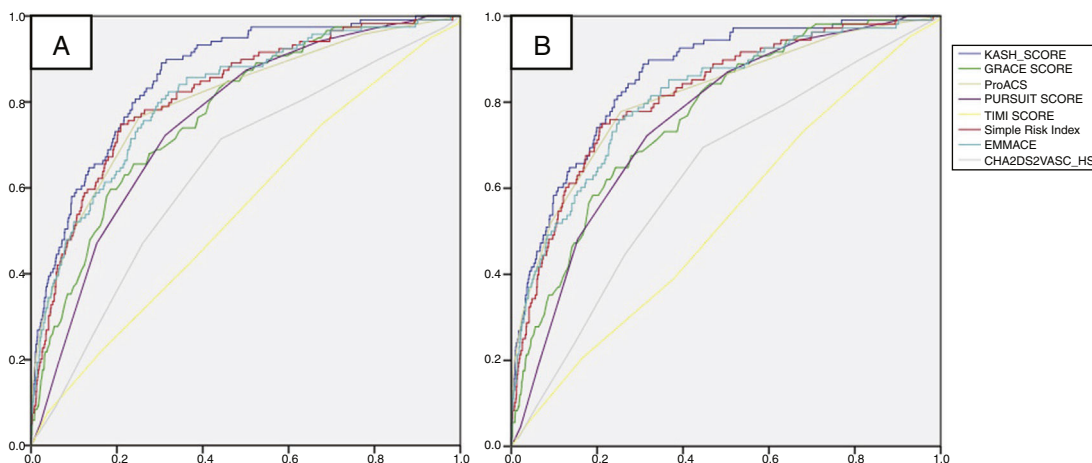 A
1.0
0.8
0.6
0.4
0.2
0.0
0.0 0.2 0.4 0.6 0.8 1.0
B
1.0
0.8
0.6
0.4
0.2
0.0
0.0 0.2 0.4 0.6 0.8 1.0
KASH_SCORE
GRACE SCORE
ProACS
PURSUIT SCORE
TIMI SCORE
Simple Risk Index
EMMACE
CHA2DS2VASC_HS